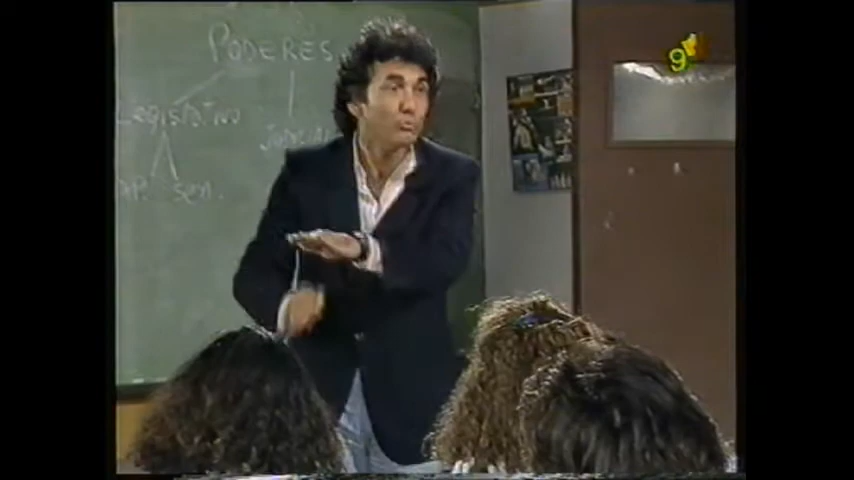 PODERES
Legislativo
Judicial
Sen.
9